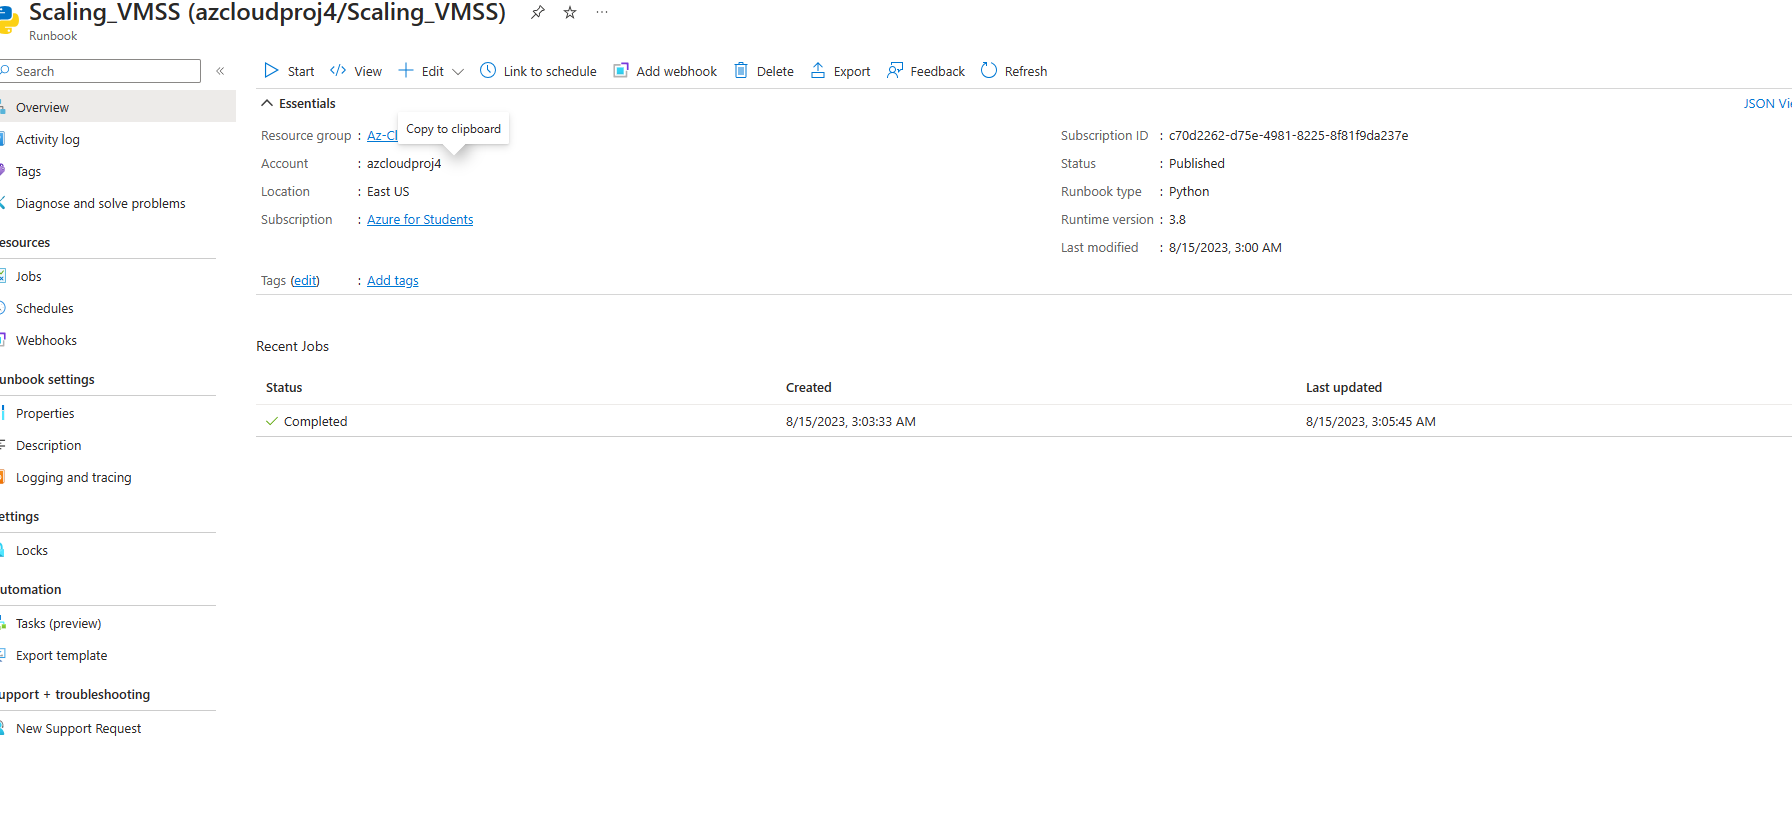 Scaling_VMSS (azcloudproj4/Scaling_VMSS) ...
Runbook
Search «
Start View Edit Link to schedule Add webhook Delete Export Feedback Refresh
Overview
Activity log
Tags
Diagnose and solve problems
esources
Jobs
Schedules
Webhooks
unbook settings
Properties
Description
Logging and tracing
ettings
Locks
utomation
Tasks (preview)
Export template
upport + troubleshooting
New Support Request
Essentials
JSON Vi
Copy to clipboard
Resource group : Az-Cl
Account : azcloudproj4
Location : East US
Subscription : Azure for Students
Subscription ID : c70d2262-d75e-4981-8225-8f81f9da237e
Status : Published
Runbook type : Python
Runtime version : 3.8
Last modified : 8/15/2023, 3:00 AM
Tags (edit) : Add tags
Recent Jobs
Status Created Last updated
Completed 8/15/2023, 3:03:33 AM 8/15/2023, 3:05:45 AM